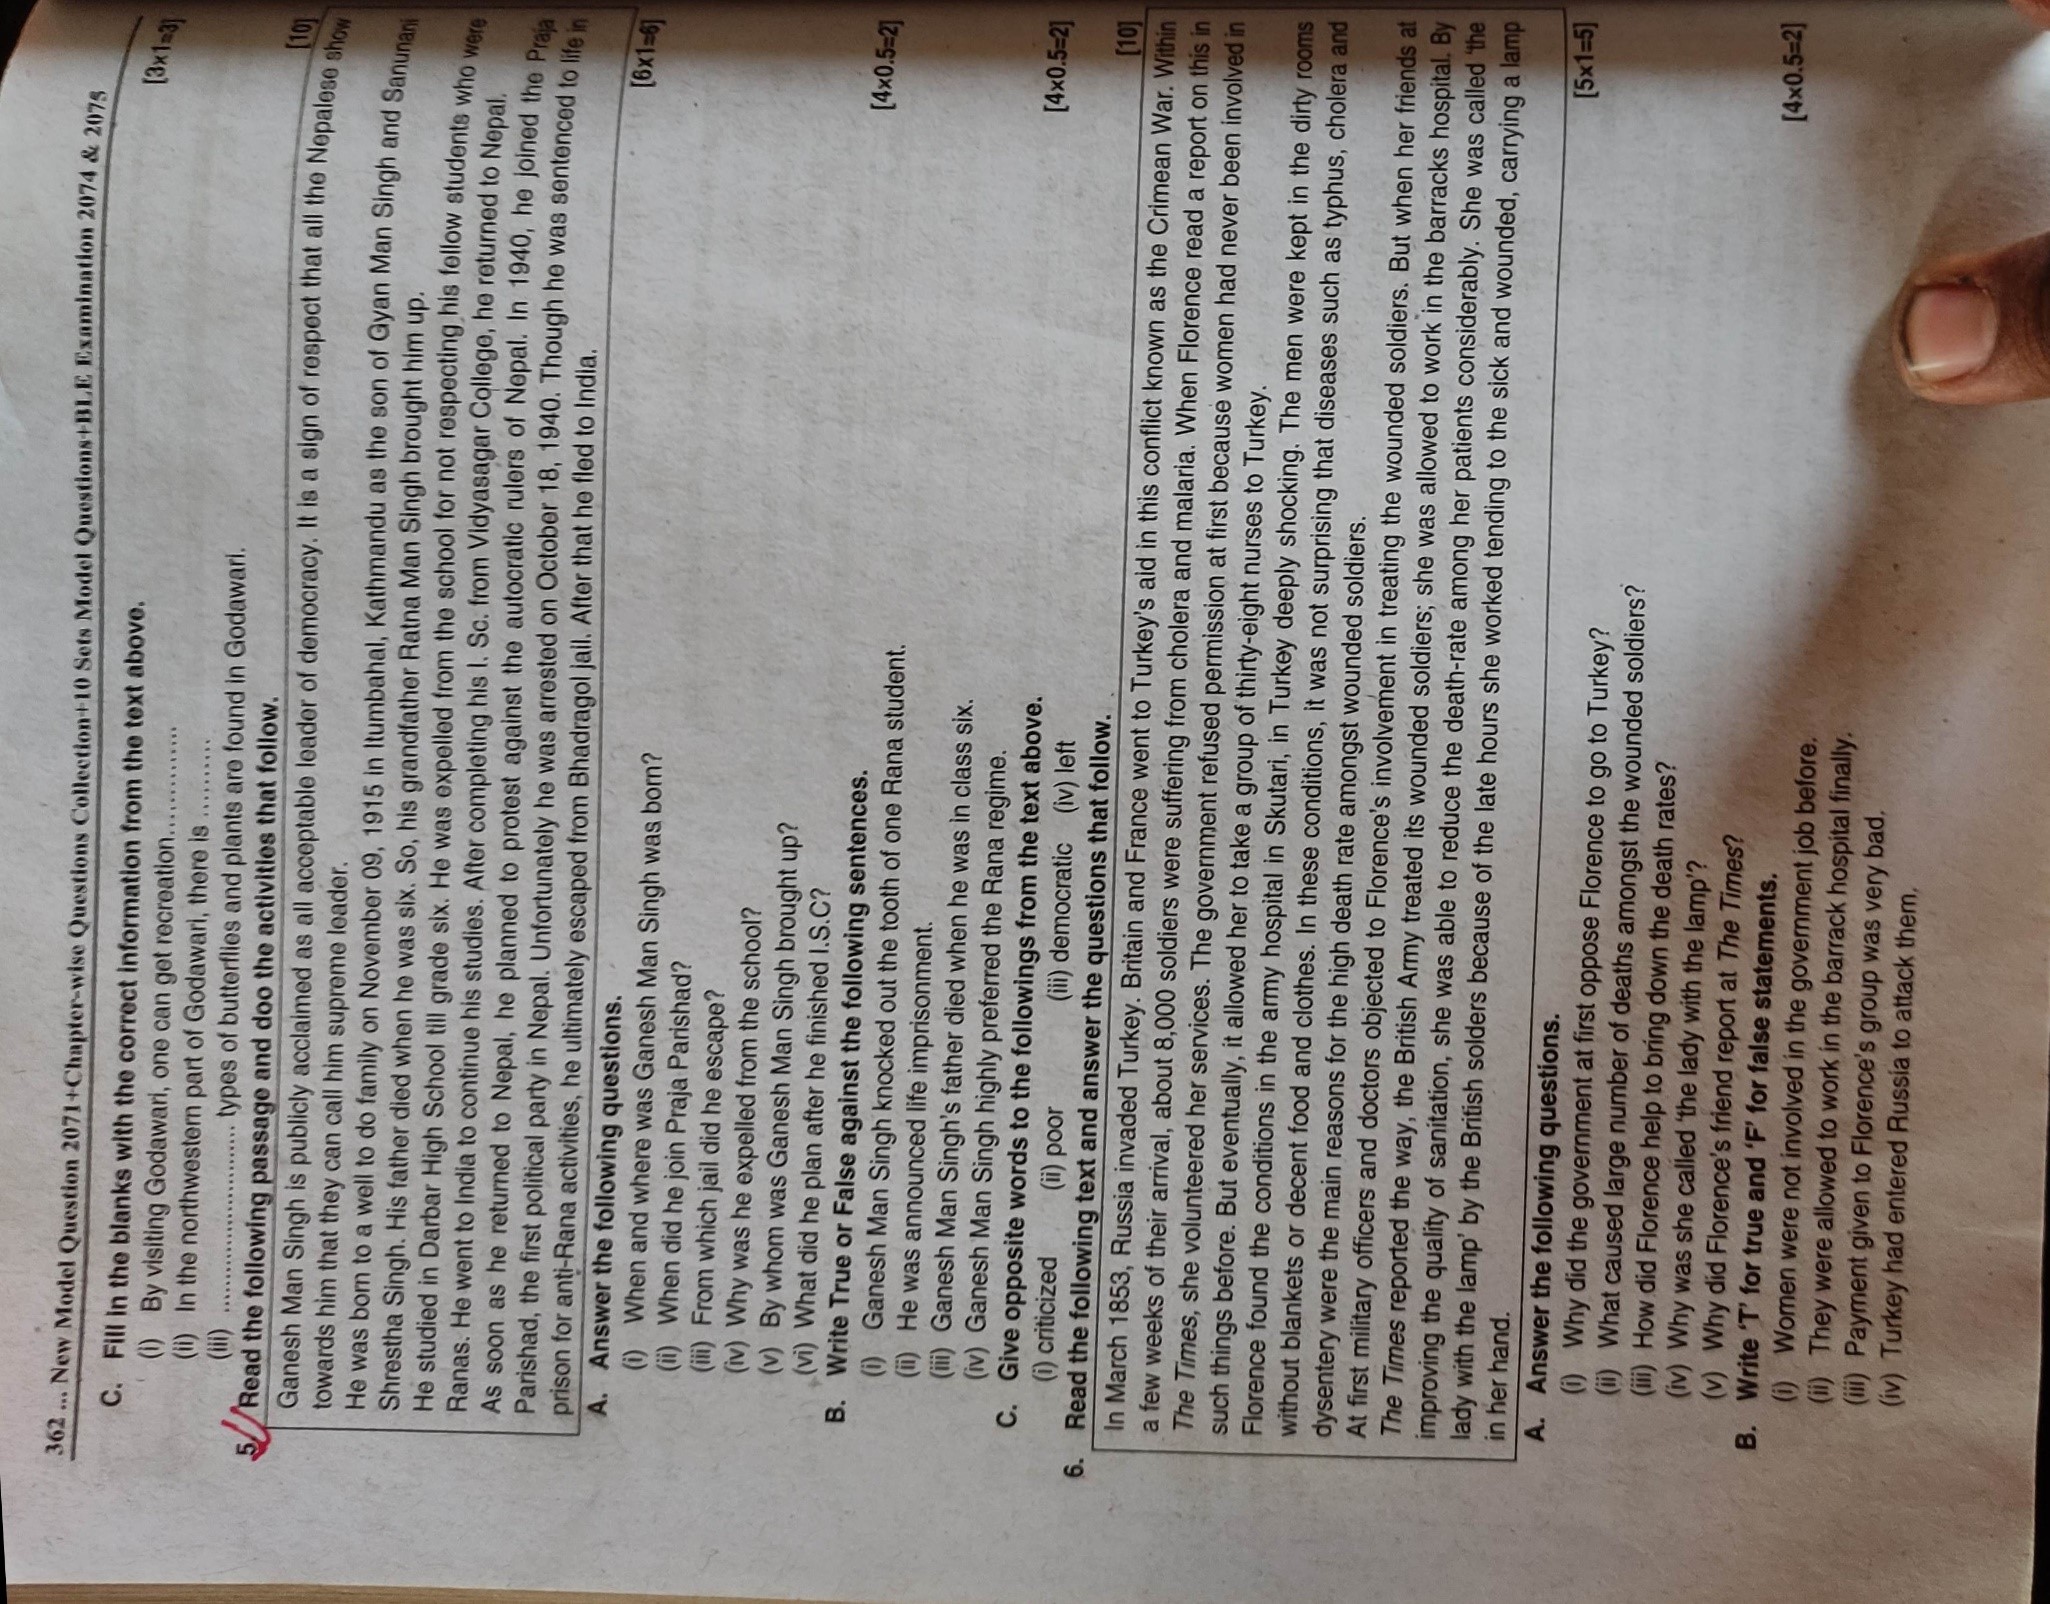 362 ... New Model Question 2071+Chapter-wise Questions Collection+10 Sets Model Questions+BLE Examination 2074 & 2075
C. Fill in the blanks with the correct information from the text above. [3x1=3]
(i) By visiting Godawari, one can get recreation.............
(ii) In the northwestern part of Godawari, there is ..........
(iii) ........................ types of butterflies and plants are found in Godawari.
5. Read the following passage and doo the activities that follow. [10]
Ganesh Man Singh is publicly acclaimed as all acceptable leader of democracy. It is a sign of respect that all the Nepalese show
towards him that they can call him supreme leader.
He was born to a well to do family on November 09, 1915 in Itumbahal, Kathmandu as the son of Gyan Man Singh and Sanunani
Shrestha Singh. His father died when he was six. So, his grandfather Ratna Man Singh brought him up.
He studied in Darbar High School till grade six. He was expelled from the school for not respecting his fellow students who were
Ranas. He went to India to continue his studies. After completing his I. Sc. from Vidyasagar College, he returned to Nepal.
As soon as he returned to Nepal, he planned to protest against the autocratic rulers of Nepal. In 1940, he joined the Praja
Parishad, the first political party in Nepal. Unfortunately he was arrested on October 18, 1940. Though he was sentenced to life in
prison for anti-Rana activities, he ultimately escaped from Bhadragol jail. After that he fled to India.
A. Answer the following questions. [6x1=6]
(i) When and where was Ganesh Man Singh was born?
(ii) When did he join Praja Parishad?
(iii) From which jail did he escape?
(iv) Why was he expelled from the school?
(v) By whom was Ganesh Man Singh brought up?
(vi) What did he plan after he finished I.S.C?
B. Write True or False against the following sentences. [4x0.5=2]
(i) Ganesh Man Singh knocked out the tooth of one Rana student.
(ii) He was announced life imprisonment.
(iii) Ganesh Man Singh's father died when he was in class six.
(iv) Ganesh Man Singh highly preferred the Rana regime.
C. Give opposite words to the followings from the text above. [4x0.5=2]
(i) criticized (ii) poor (iii) democratic (iv) left
6. Read the following text and answer the questions that follow. [10]
In March 1853, Russia invaded Turkey. Britain and France went to Turkey's aid in this conflict known as the Crimean War. Within
a few weeks of their arrival, about 8,000 soldiers were suffering from cholera and malaria. When Florence read a report on this in
The Times, she volunteered her services. The government refused permission at first because women had never been involved in
such things before. But eventually, it allowed her to take a group of thirty-eight nurses to Turkey.
Florence found the conditions in the army hospital in Skutari, in Turkey deeply shocking. The men were kept in the dirty rooms
without blankets or decent food and clothes. In these conditions, it was not surprising that diseases such as typhus, cholera and
dysentery were the main reasons for the high death rate amongst wounded soldiers.
At first military officers and doctors objected to Florence's involvement in treating the wounded soldiers. But when her friends at
The Times reported the way, the British Army treated its wounded soldiers; she was allowed to work in the barracks hospital. By
improving the quality of sanitation, she was able to reduce the death-rate among her patients considerably. She was called 'the
lady with the lamp' by the British solders because of the late hours she worked tending to the sick and wounded, carrying a lamp
in her hand.
A. Answer the following questions. [5x1=5]
(i) Why did the government at first oppose Florence to go to Turkey?
(ii) What caused large number of deaths amongst the wounded soldiers?
(iii) How did Florence help to bring down the death rates?
(iv) Why was she called 'the lady with the lamp'?
(v) Why did Florence's friend report at The Times?
B. Write 'T' for true and 'F' for false statements. [4x0.5=2]
(i) Women were not involved in the government job before.
(ii) They were allowed to work in the barrack hospital finally.
(iii) Payment given to Florence's group was very bad.
(iv) Turkey had entered Russia to attack them.